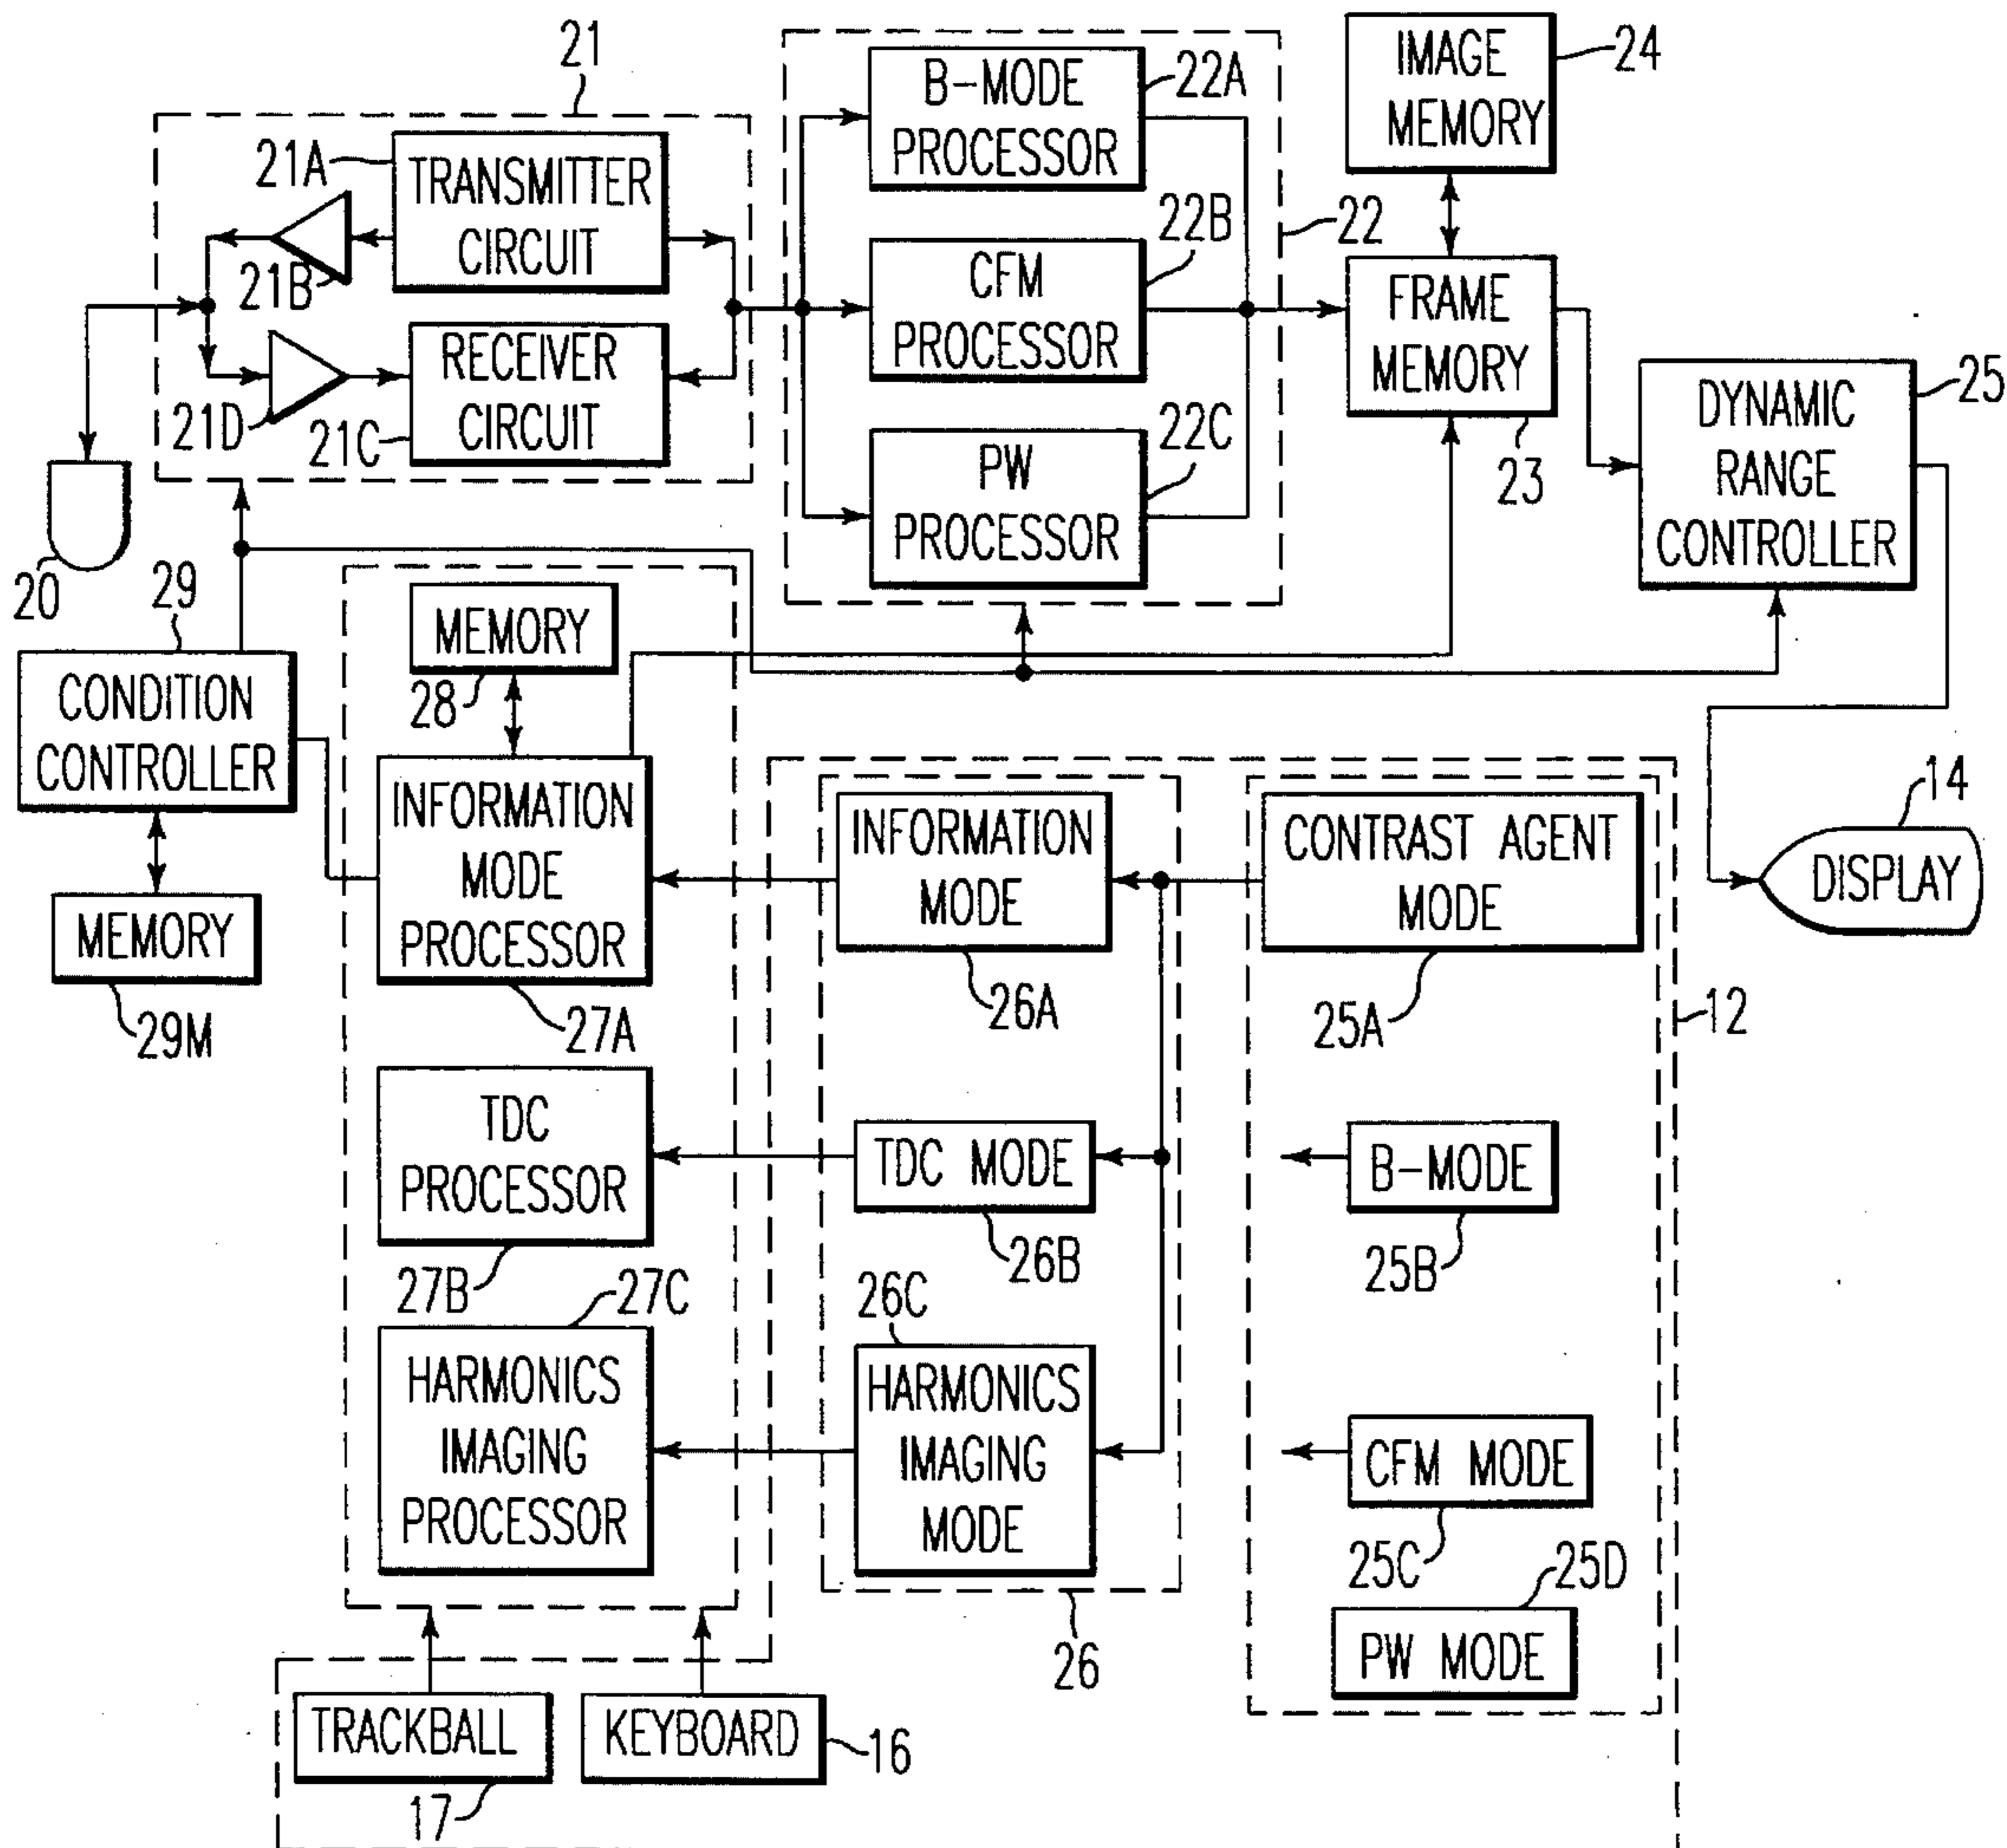 21
21A
TRANSMITTER
CIRCUIT
21B
RECEIVER
CIRCUIT
21D
21C
20
B-MODE
PROCESSOR
22A
CFM
PROCESSOR
22B
PW
PROCESSOR
22C
22
IMAGE
MEMORY
24
FRAME
MEMORY
23
DYNAMIC
RANGE
CONTROLLER
25
29
CONDITION
CONTROLLER
MEMORY
29M
MEMORY
28
INFORMATION
MODE
PROCESSOR
27A
INFORMATION
MODE
26A
CONTRAST AGENT
MODE
25A
14
DISPLAY
12
TDC
PROCESSOR
27B
TDC MODE
26B
B-MODE
25B
27C
HARMONICS
IMAGING
PROCESSOR
26C
HARMONICS
IMAGING
MODE
26
CFM MODE
25C
25D
PW MODE
TRACKBALL
17
KEYBOARD
16